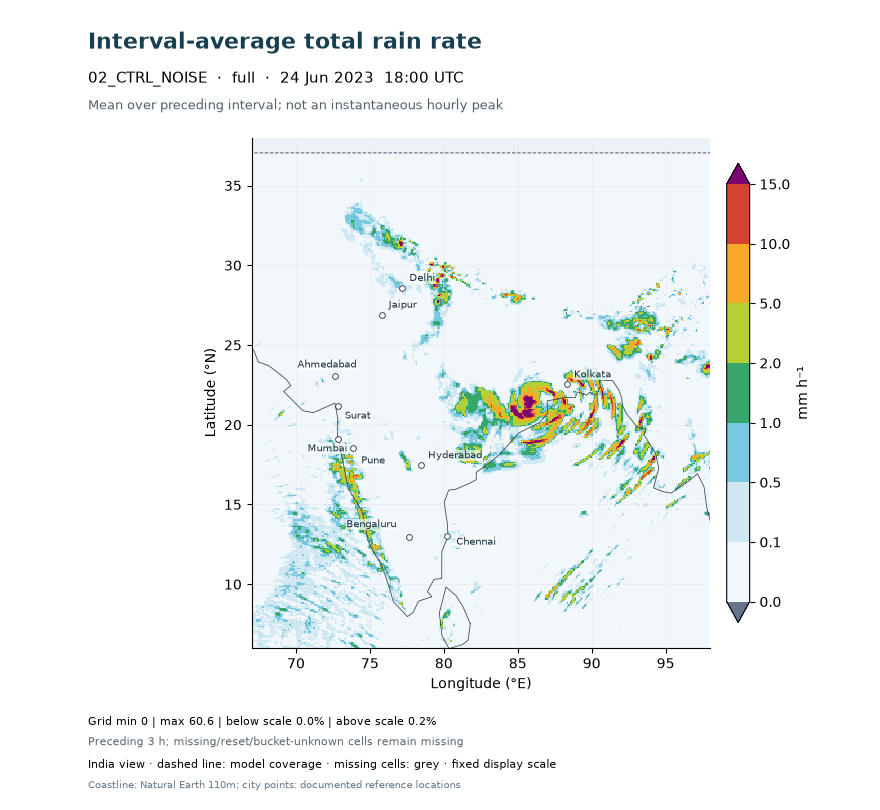 Interval-average total rain rate
02_CTRL_NOISE · full · 24 Jun 2023 18:00 UTC
Mean over preceding interval; not an instantaneous hourly peak
35
30
25
20
15
10
Latitude (°N)
70
75
80
85
90
95
Longitude (°E)
Delhi
Jaipur
Ahmedabad
Kolkata
Surat
Mumbai
Pune
Hyderabad
Bengaluru
Chennai
15.0
10.0
5.0
2.0
1.0
0.5
0.1
0.0
mm h⁻¹
Grid min 0 | max 60.6 | below scale 0.0% | above scale 0.2%
Preceding 3 h; missing/reset/bucket-unknown cells remain missing
India view · dashed line: model coverage · missing cells: grey · fixed display scale
Coastline: Natural Earth 110m; city points: documented reference locations